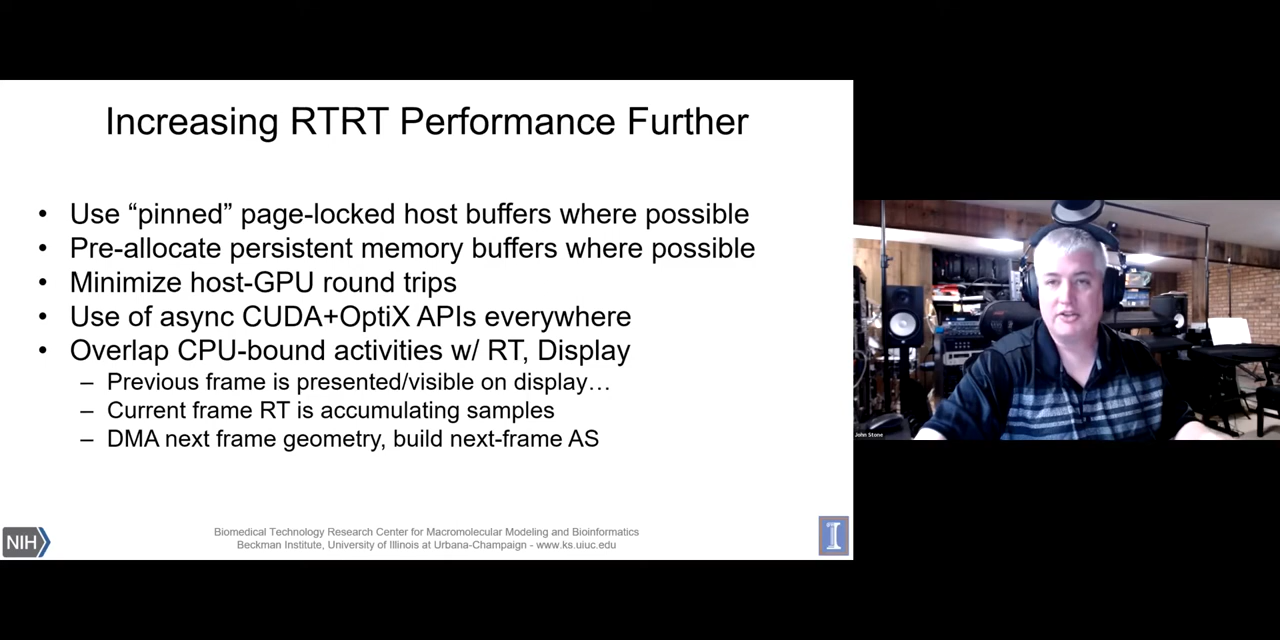 Increasing RTRT Performance Further
• Use “pinned” page-locked host buffers where possible
• Pre-allocate persistent memory buffers where possible
• Minimize host-GPU round trips
• Use of async CUDA+OptiX APIs everywhere
• Overlap CPU-bound activities w/ RT, Display
– Previous frame is presented/visible on display…
– Current frame RT is accumulating samples
– DMA next frame geometry, build next-frame AS
NIH
Biomedical Technology Research Center for Macromolecular Modeling and Bioinformatics
Beckman Institute, University of Illinois at Urbana-Champaign - www.ks.uiuc.edu
I
John Stone